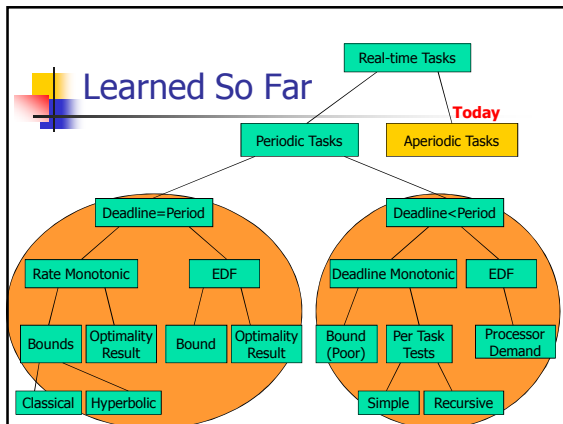 Real-time Tasks
Learned So Far
Today
Periodic Tasks
Aperiodic Tasks
Deadline=Period
Deadline<Period
Rate Monotonic
EDF
Deadline Monotonic
EDF
Bounds
Optimality
Result
Bound
Optimality
Result
Bound
(Poor)
Per Task
Tests
Processor
Demand
Classical
Hyperbolic
Simple
Recursive